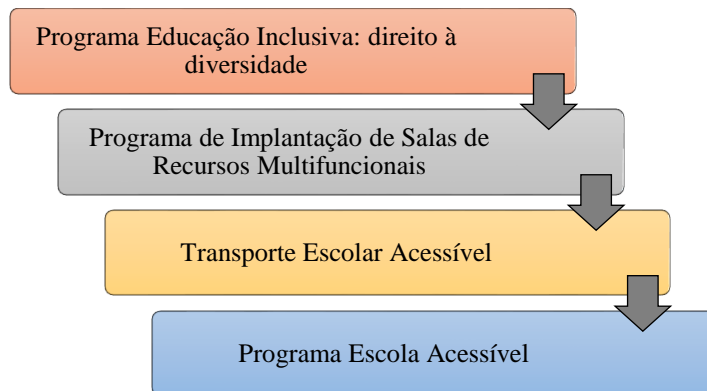 Programa Educação Inclusiva: direito à
diversidade
Programa de Implantação de Salas de
Recursos Multifuncionais
Transporte Escolar Acessível
Programa Escola Acessível